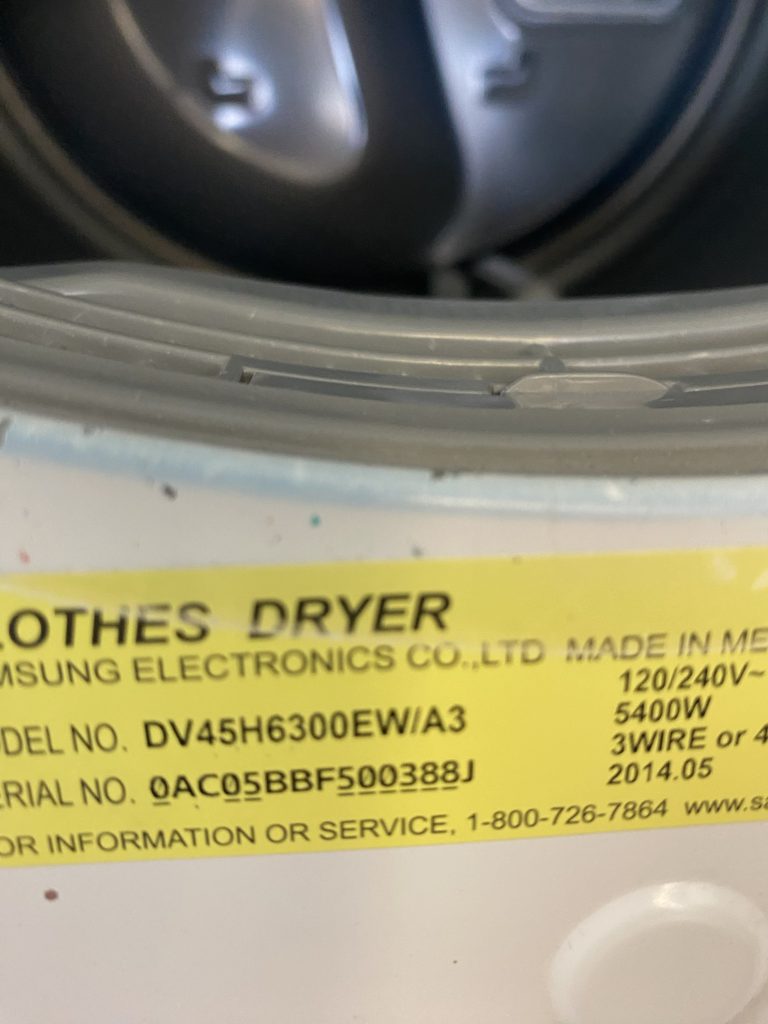 LOTHES DRYER
MSUNG ELECTRONICS CO.,LTD MADE IN ME
120/240V~
DEL NO. DV45H6300EW/A3 5400W
3WIRE or 4
ERIAL NO. 0AC05BBF500388J 2014.05
OR INFORMATION OR SERVICE, 1-800-726-7864 www.sa